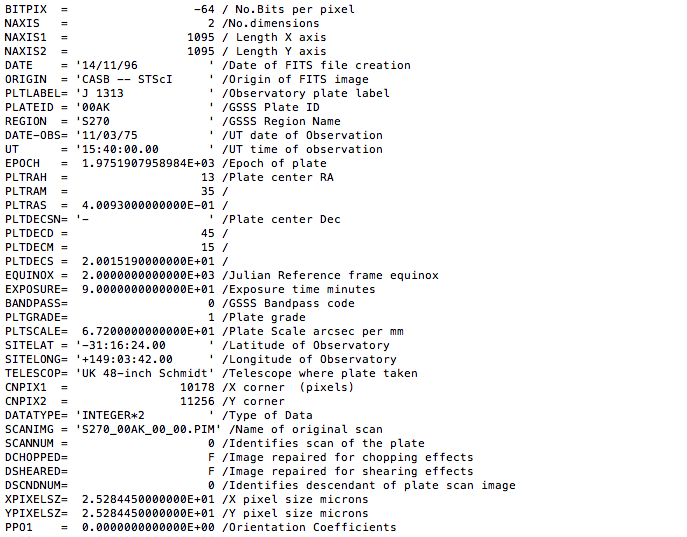 BITPIX  =                  -64 / No.Bits per pixel
NAXIS   =                    2 /No.dimensions
NAXIS1  =                 1095 / Length X axis
NAXIS2  =                 1095 / Length Y axis
DATE    = '14/11/96          ' /Date of FITS file creation
ORIGIN  = 'CASB -- STScI     ' /Origin of FITS image
PLTLABEL= 'J 1313            ' /Observatory plate label
PLATEID = '00AK              ' /GSSS Plate ID
REGION  = 'S270              ' /GSSS Region Name
DATE-OBS= '11/03/75          ' /UT date of Observation
UT      = '15:40:00.00       ' /UT time of observation
EPOCH   =  1.9751907958984E+03 /Epoch of plate
PLTRAH  =                   13 /Plate center RA
PLTRAM  =                   35 /
PLTRAS  =  4.0093000000000E-01 /
PLTDECSN= '-                 ' /Plate center Dec
PLTDECD =                   45 /
PLTDECM =                   15 /
PLTDECS =  2.0015190000000E+01 /
EQUINOX =  2.0000000000000E+03 /Julian Reference frame equinox
EXPOSURE=  9.0000000000000E+01 /Exposure time minutes
BANDPASS=                    0 /GSSS Bandpass code
PLTGRADE=                    1 /Plate grade
PLTSCALE=  6.7200000000000E+01 /Plate Scale arcsec per mm
SITELAT = '-31:16:24.00      ' /Latitude of Observatory
SITELONG= '+149:03:42.00     ' /Longitude of Observatory
TELESCOP= 'UK 48-inch Schmidt' /Telescope where plate taken
CNPIX1  =                10178 /X corner  (pixels)
CNPIX2  =                11256 /Y corner
DATATYPE= 'INTEGER*2         ' /Type of Data
SCANIMG = 'S270_00AK_00_00.PIM' /Name of original scan
SCANNUM =                    0 /Identifies scan of the plate
DCHOPPED=                    F /Image repaired for chopping effects
DSHEARED=                    F /Image repaired for shearing effects
DSCNDNUM=                    0 /Identifies descendant of plate scan image
XPIXELSZ=  2.5284450000000E+01 /X pixel size microns
YPIXELSZ=  2.5284450000000E+01 /Y pixel size microns
PPO1    =  0.0000000000000E+00 /Orientation Coefficients